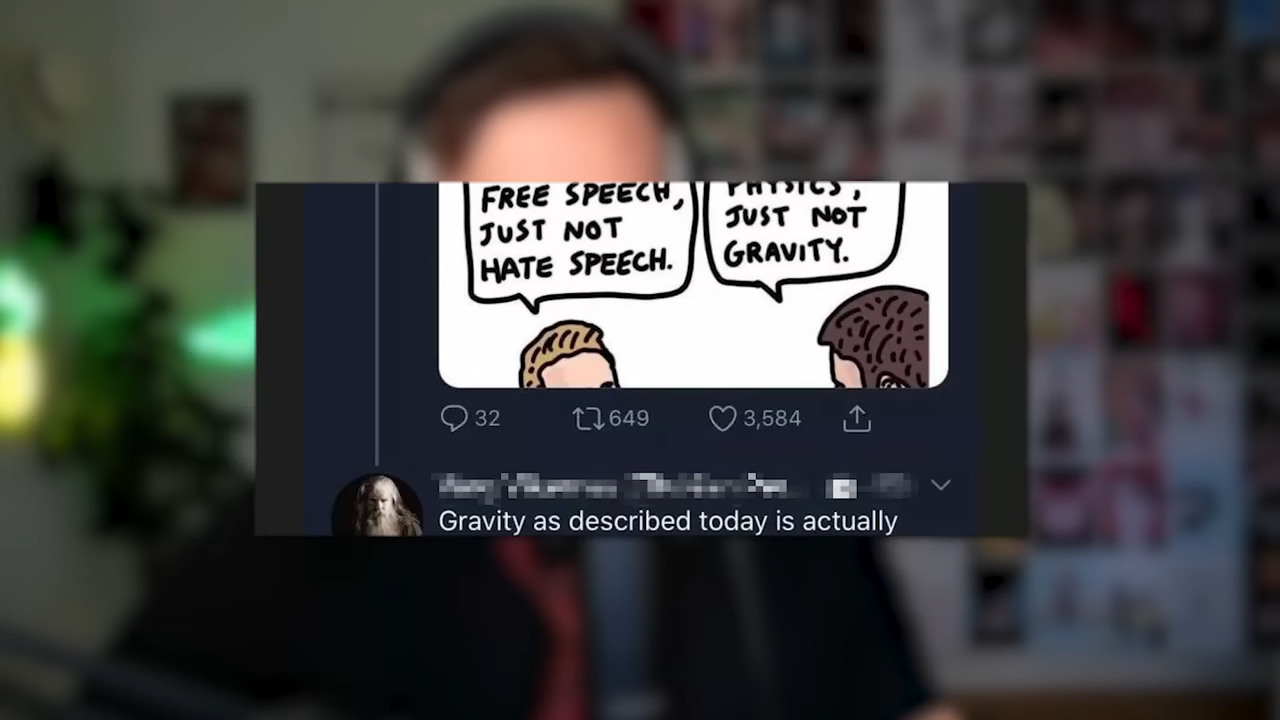 FREE SPEECH,
JUST NOT
HATE SPEECH.
PHYSICS,
JUST NOT
GRAVITY.
32 649 3,584
Gravity as described today is actually